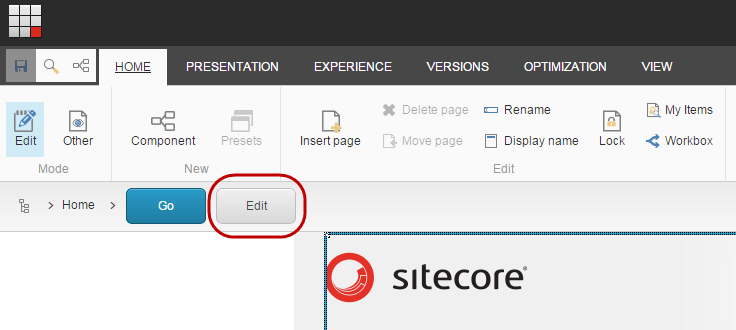 HOME PRESENTATION EXPERIENCE VERSIONS OPTIMIZATION VIEW
Delete page Rename My Items
Edit Other Component Presets Insert page Move page Display name Lock Workbox
Mode New Edit
Home Go Edit
sitecore